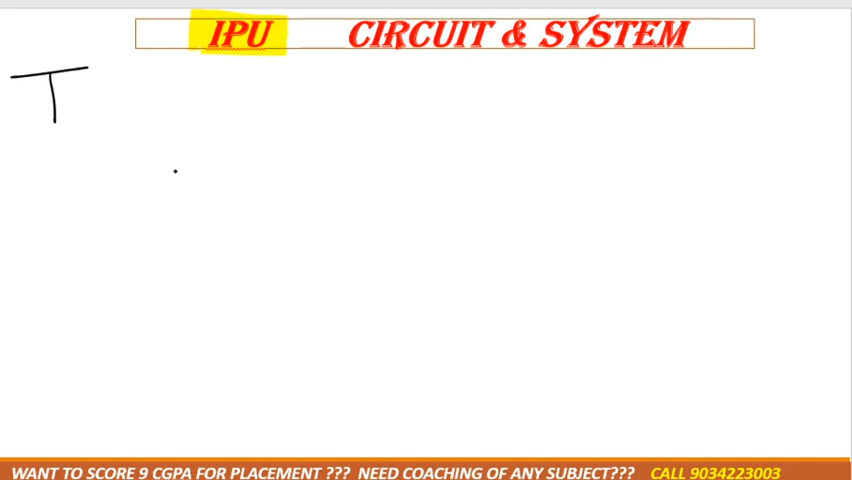 IPU CIRCUIT & SYSTEM
T
WANT TO SCORE 9 CGPA FOR PLACEMENT ??? NEED COACHING OF ANY SUBJECT??? CALL 9034223003